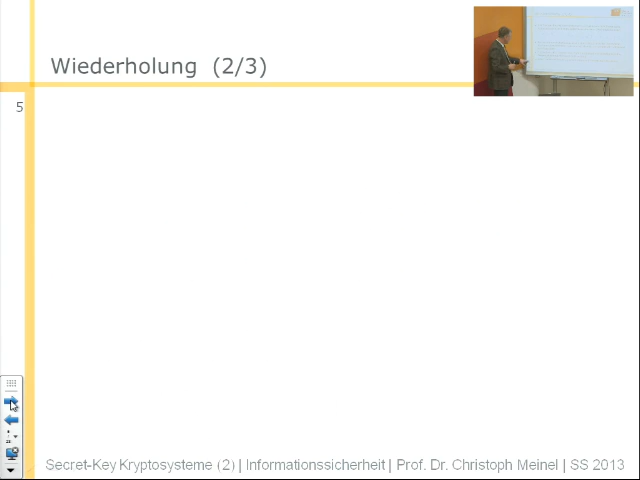 Wiederholung (2/3)
5
Secret-Key Kryptosysteme (2) | Informationssicherheit | Prof. Dr. Christoph Meinel | SS 2013